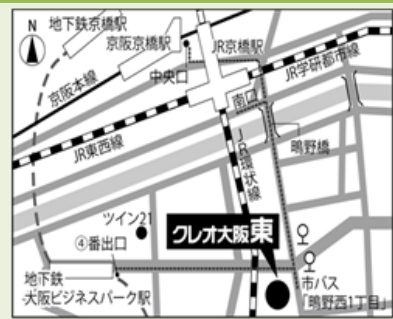 N
地下鉄京橋駅
京阪京橋駅
JR京橋駅
中央口
京阪本線
JR学研都市線
南口
JR東西線
JR環状線
鴫野橋
ツイン21
クレオ大阪東
④番出口
地下鉄
大阪ビジネスパーク駅
市バス
「鴫野西1丁目」